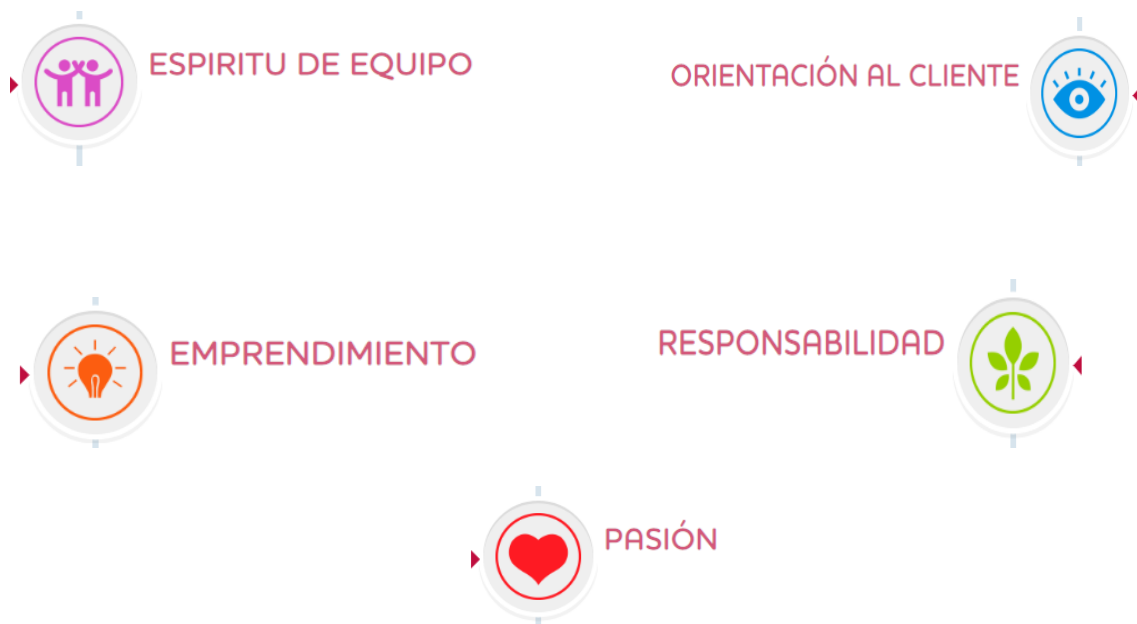 ESPIRITU DE EQUIPO
ORIENTACIÓN AL CLIENTE
EMPRENDIMIENTO
RESPONSABILIDAD
PASIÓN